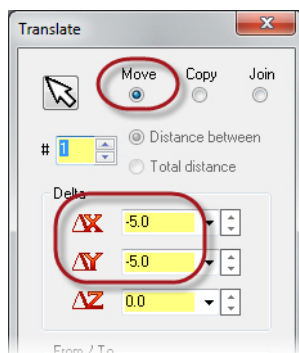 Translate
Move Copy Join
# 1
Distance between
Total distance
Delta
ΔX -5.0
ΔY -5.0
ΔZ 0.0
From / To